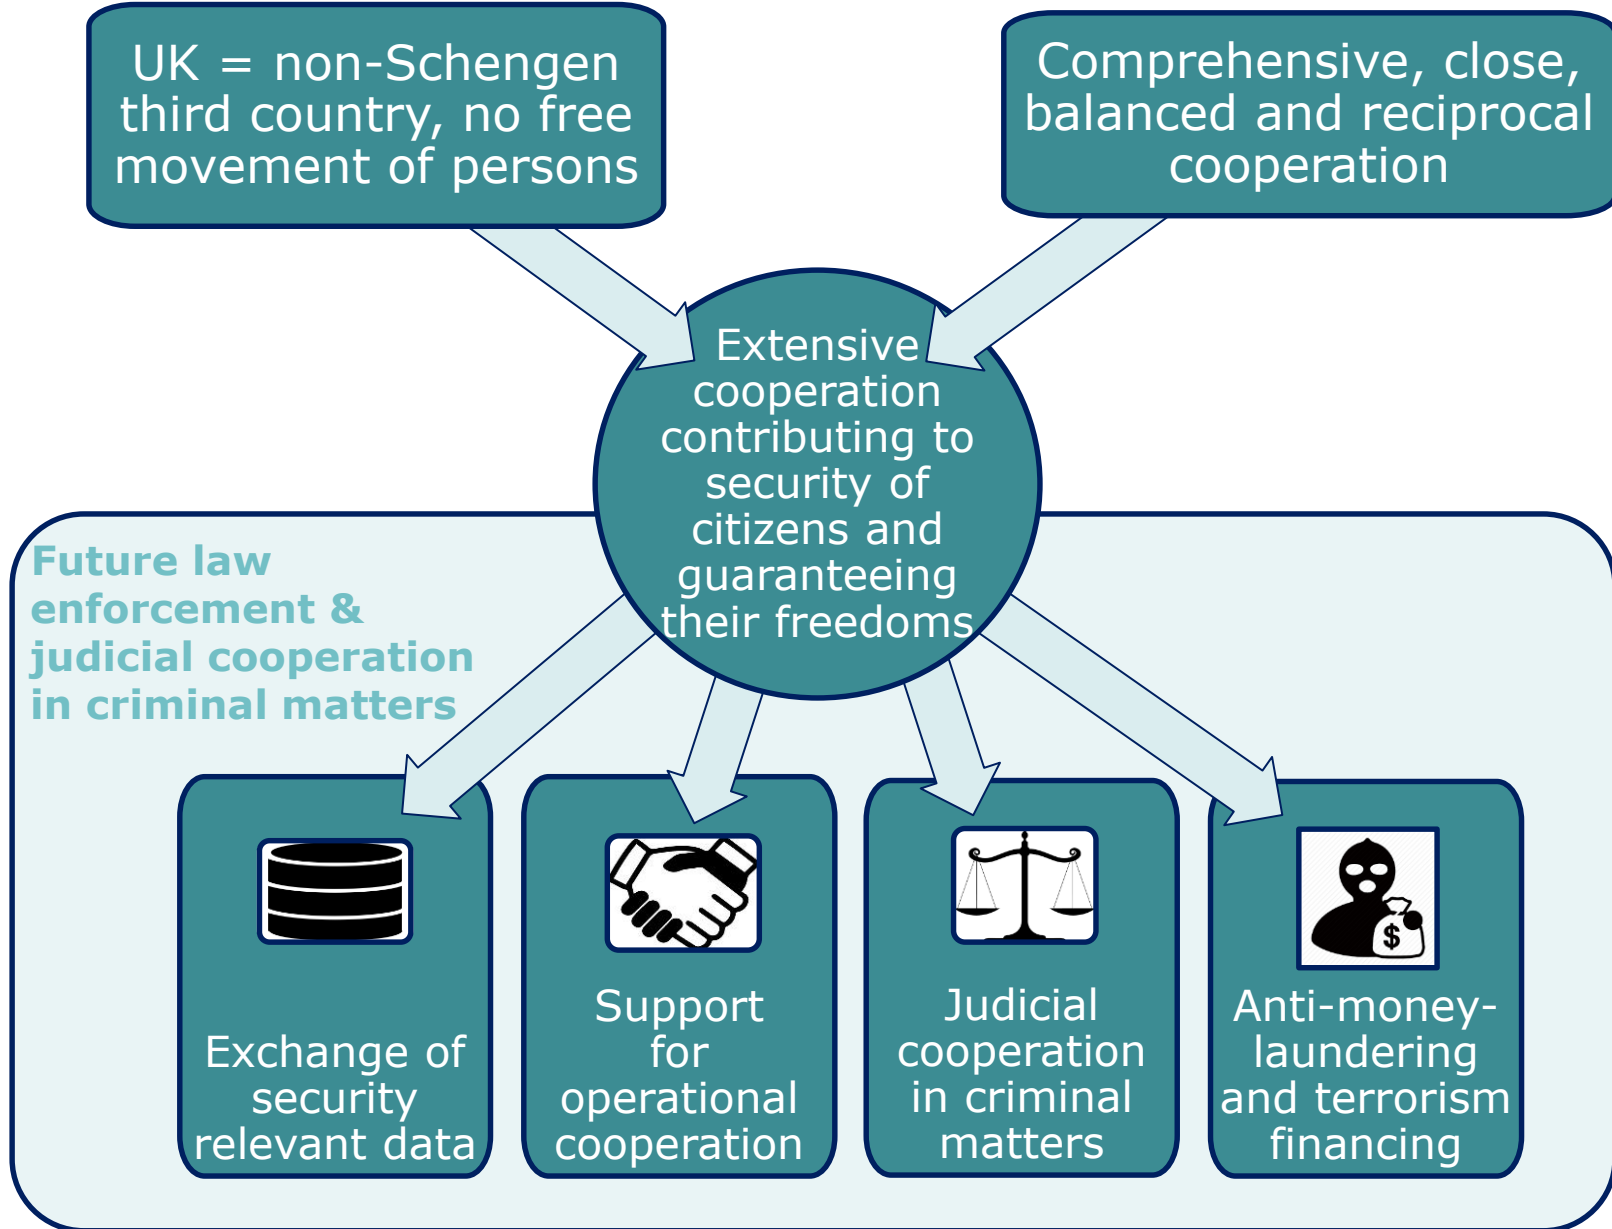 UK = non-Schengen
third country, no free
movement of persons
Comprehensive, close,
balanced and reciprocal
cooperation
Extensive
cooperation
contributing to
security of
citizens and
guaranteeing
their freedoms
Future law
enforcement &
judicial cooperation
in criminal matters
Exchange of
security
relevant data
Support
for
operational
cooperation
Judicial
cooperation
in criminal
matters
$
Anti-money-
laundering
and terrorism
financing